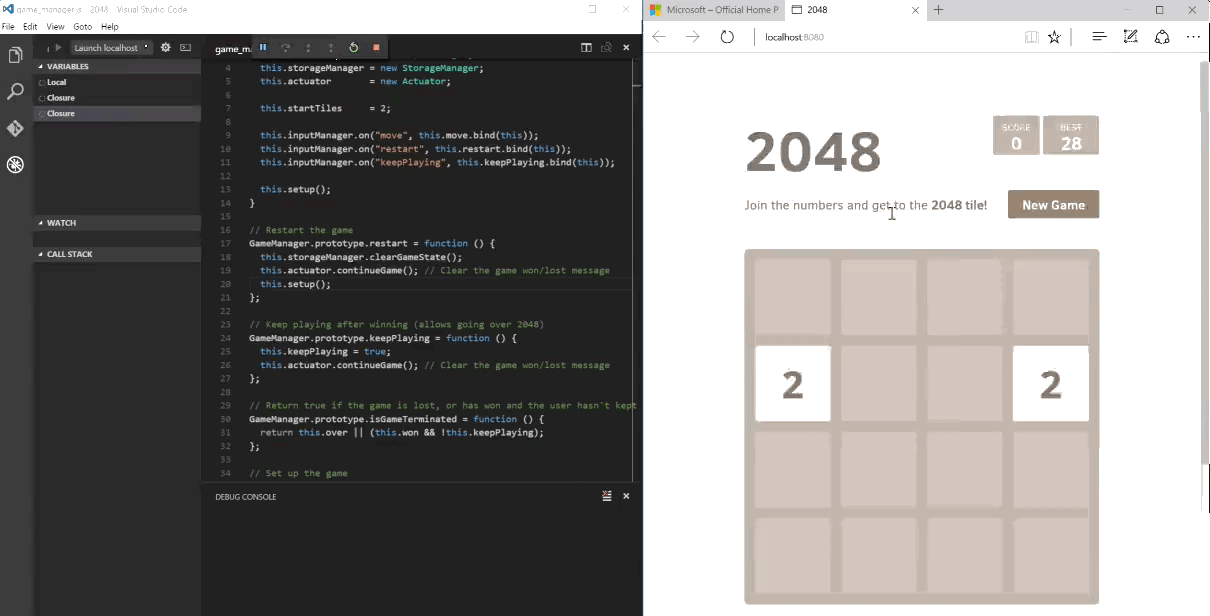 game_manager.js - 2048 - Visual Studio Code
File Edit View Goto Help
Launch localhost
VARIABLES
Local
Closure
Closure
WATCH
CALL STACK
4 this.storageManager = new StorageManager;
5 this.actuator = new Actuator;
6
7 this.startTiles = 2;
8
9 this.inputManager.on("move", this.move.bind(this));
10 this.inputManager.on("restart", this.restart.bind(this));
11 this.inputManager.on("keepPlaying", this.keepPlaying.bind(this));
12
13 this.setup();
14 }
15
16 // Restart the game
17 GameManager.prototype.restart = function () {
18 this.storageManager.clearGameState();
19 this.actuator.continueGame(); // Clear the game won/lost message
20 this.setup();
21 };
22
23 // Keep playing after winning (allows going over 2048)
24 GameManager.prototype.keepPlaying = function () {
25 this.keepPlaying = true;
26 this.actuator.continueGame(); // Clear the game won/lost message
27 };
28
29 // Return true if the game is lost, or has won and the user hasn't kept
30 GameManager.prototype.isGameTerminated = function () {
31 return this.over || (this.won && !this.keepPlaying);
32 };
33
34 // Set up the game
DEBUG CONSOLE
Microsoft – Official Home P
2048
localhost:8080
2048
SCORE
0
BEST
28
Join the numbers and get to the 2048 tile!
New Game
2 2